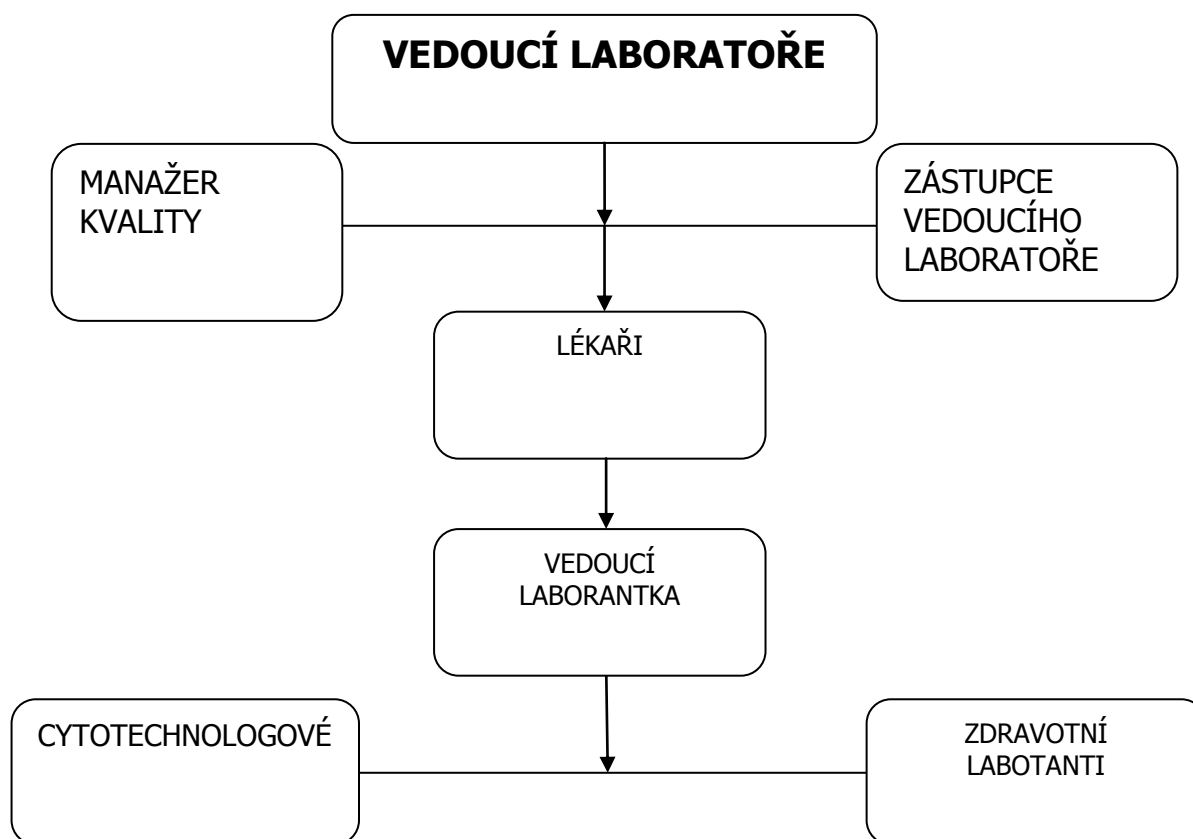 VEDOUCÍ LABORATOŘE
MANAŽER
KVALITY
ZÁSTUPCE
VEDOUCÍHO
LABORATOŘE
LÉKAŘI
VEDOUCÍ
LABORANTKA
CYTOTECHNOLOGOVÉ
ZDRAVOTNÍ
LABOTANTI